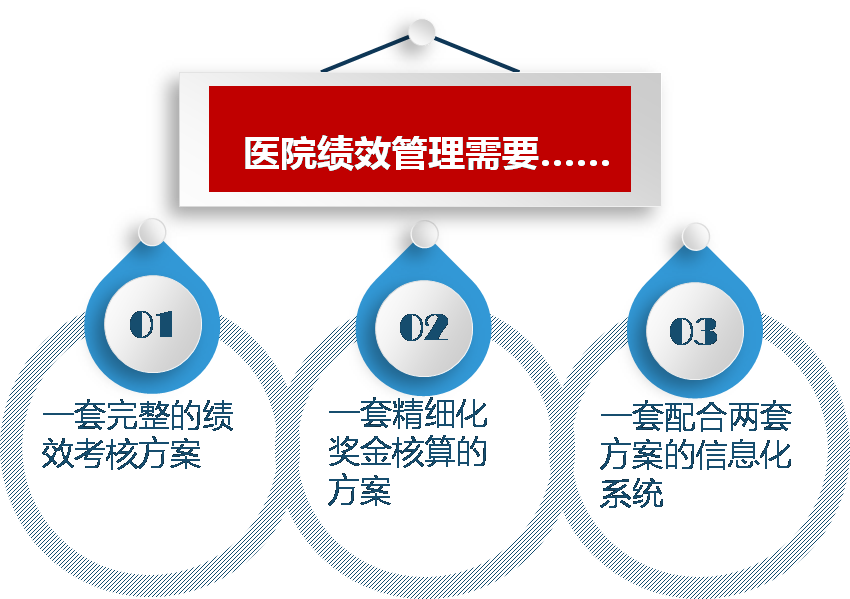 医院绩效管理需要……
01
一套完整的绩
效考核方案
02
一套精细化
奖金核算的
方案
03
一套配合两套
方案的信息化
系统